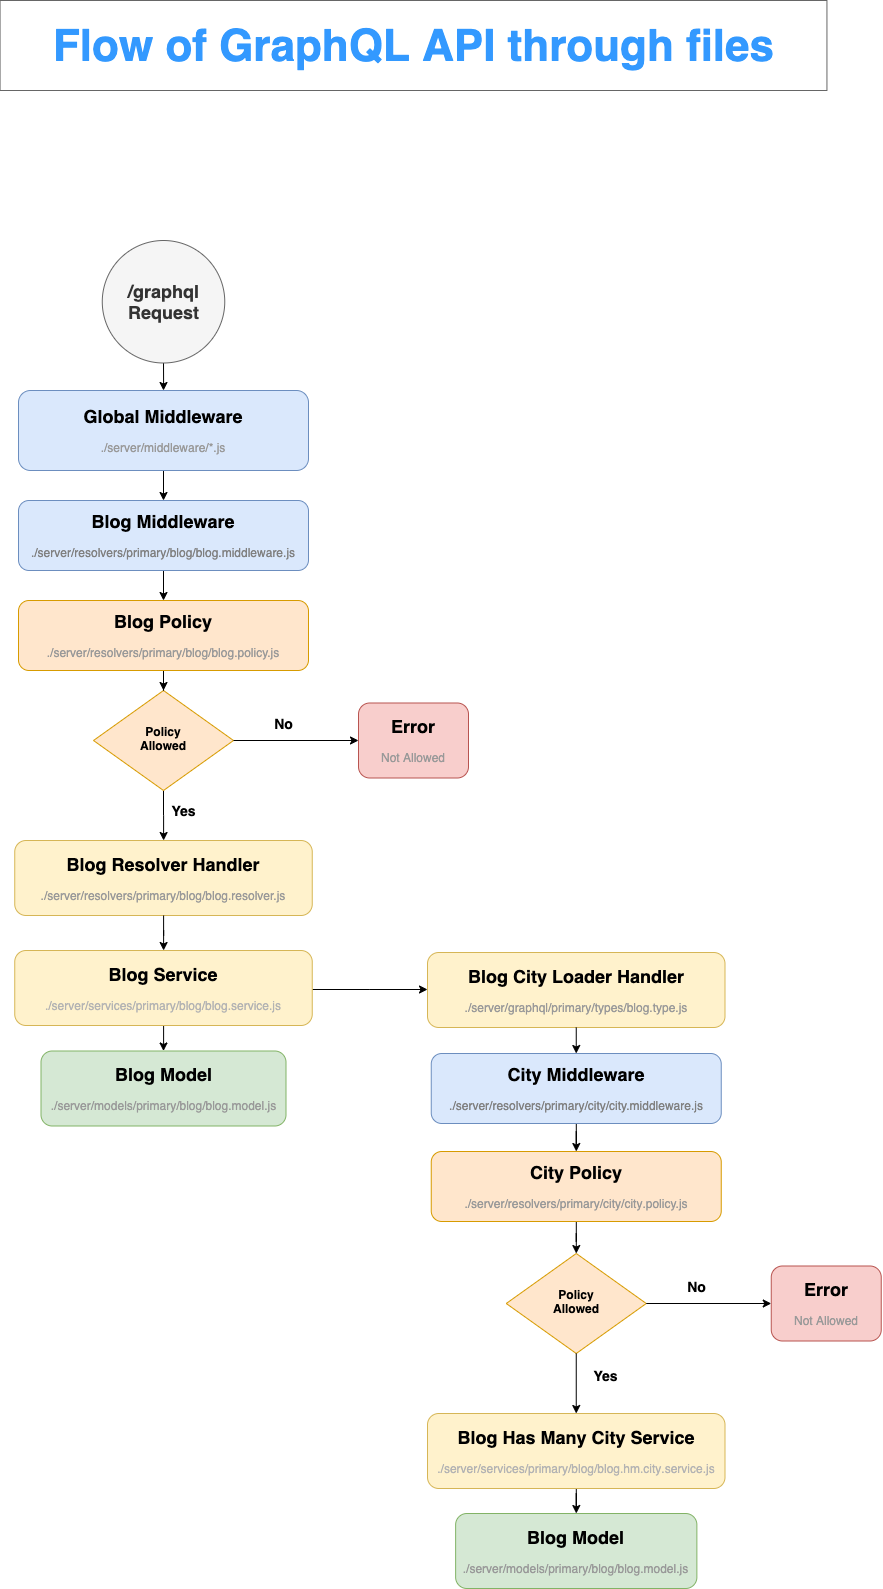 Flow of GraphQL API through files
/graphql
Request
Global Middleware
./server/middleware/*.js
Blog Middleware
./server/resolvers/primary/blog/blog.middleware.js
Blog Policy
./server/resolvers/primary/blog/blog.policy.js
Policy
Allowed
No
Error
Not Allowed
Yes
Blog Resolver Handler
./server/resolvers/primary/blog/blog.resolver.js
Blog Service
./server/services/primary/blog/blog.service.js
Blog Model
./server/models/primary/blog/blog.model.js
Blog City Loader Handler
./server/graphql/primary/types/blog.type.js
City Middleware
./server/resolvers/primary/city/city.middleware.js
City Policy
./server/resolvers/primary/city/city.policy.js
Policy
Allowed
No
Error
Not Allowed
Yes
Blog Has Many City Service
./server/services/primary/blog/blog.hm.city.service.js
Blog Model
./server/models/primary/blog/blog.model.js